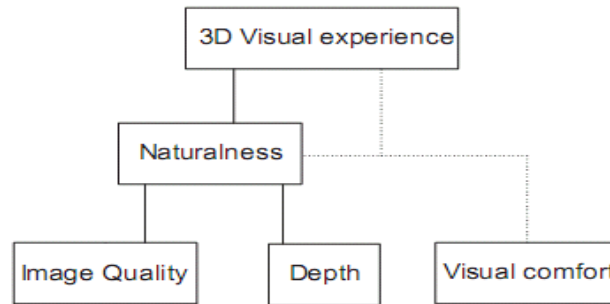 3D Visual experience
Naturalness
Image Quality
Depth
Visual comfort